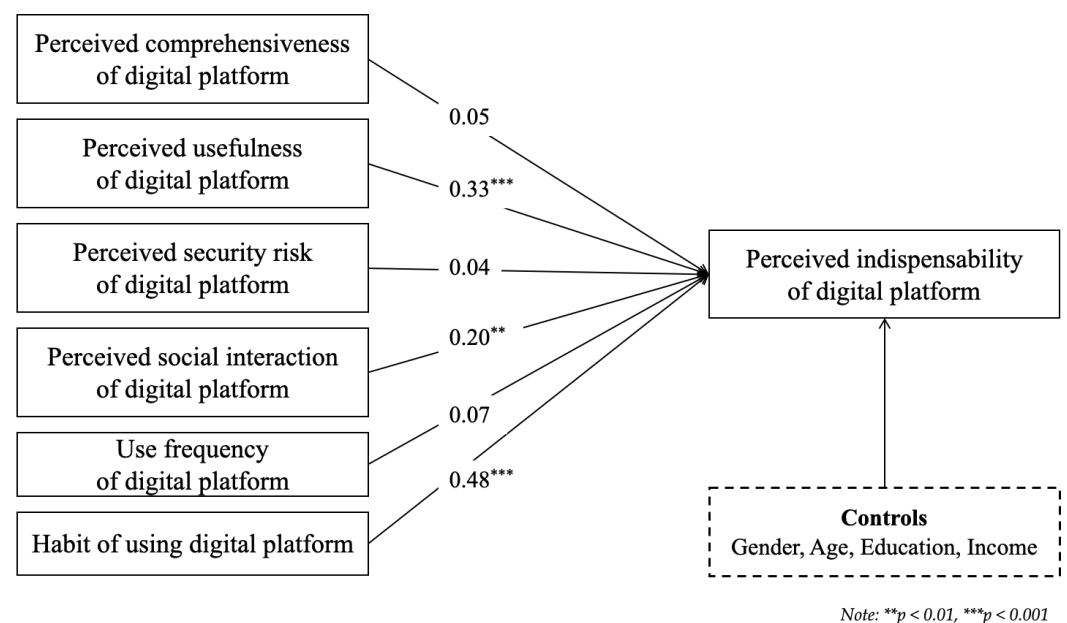 Perceived comprehensiveness
of digital platform
0.05
Perceived usefulness
of digital platform
0.33***
Perceived security risk
of digital platform
0.04
Perceived indispensability
of digital platform
Perceived social interaction
of digital platform
0.20**
Use frequency
of digital platform
0.07
Habit of using digital platform
0.48***
Controls
Gender, Age, Education, Income
Note: **p < 0.01, ***p < 0.001